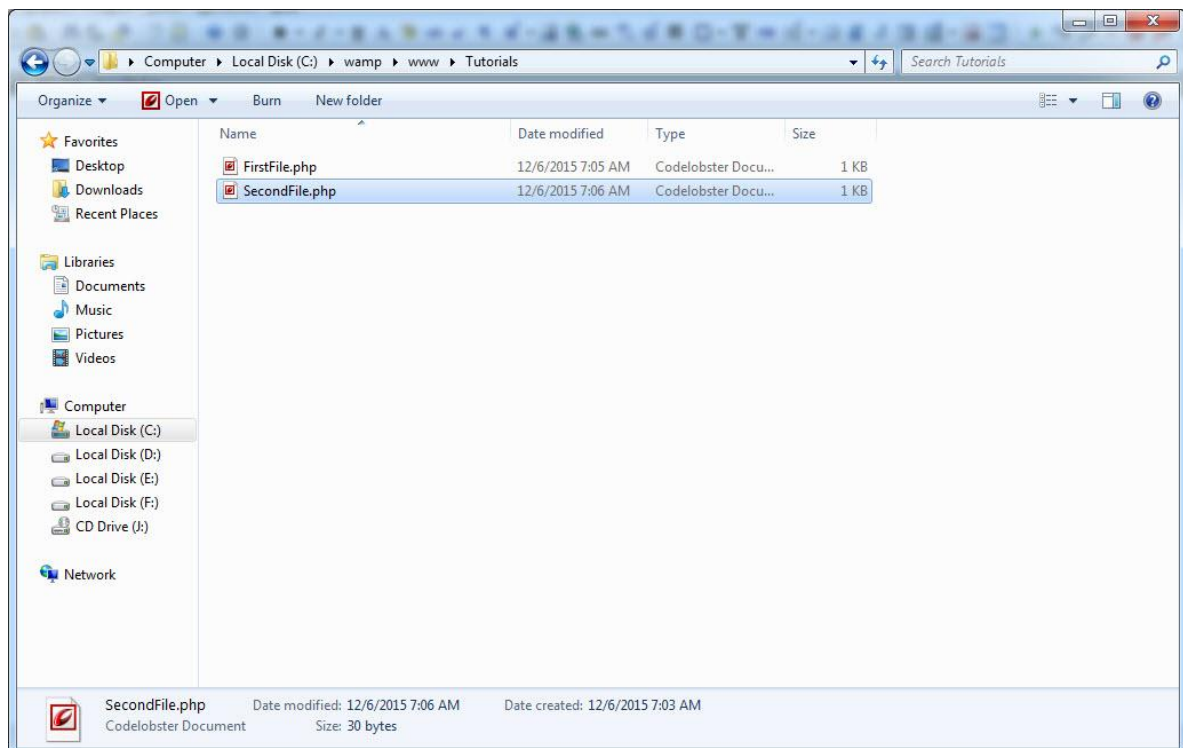 Computer Local Disk (C:) wamp www Tutorials Search Tutorials
Organize Open Burn New folder
Name Date modified Type Size
FirstFile.php 12/6/2015 7:05 AM Codelobster Docu... 1 KB
SecondFile.php 12/6/2015 7:06 AM Codelobster Docu... 1 KB
Favorites
Desktop
Downloads
Recent Places
Libraries
Documents
Music
Pictures
Videos
Computer
Local Disk (C:)
Local Disk (D:)
Local Disk (E:)
Local Disk (F:)
CD Drive (J:)
Network
SecondFile.php Date modified: 12/6/2015 7:06 AM Date created: 12/6/2015 7:03 AM
Codelobster Document Size: 30 bytes